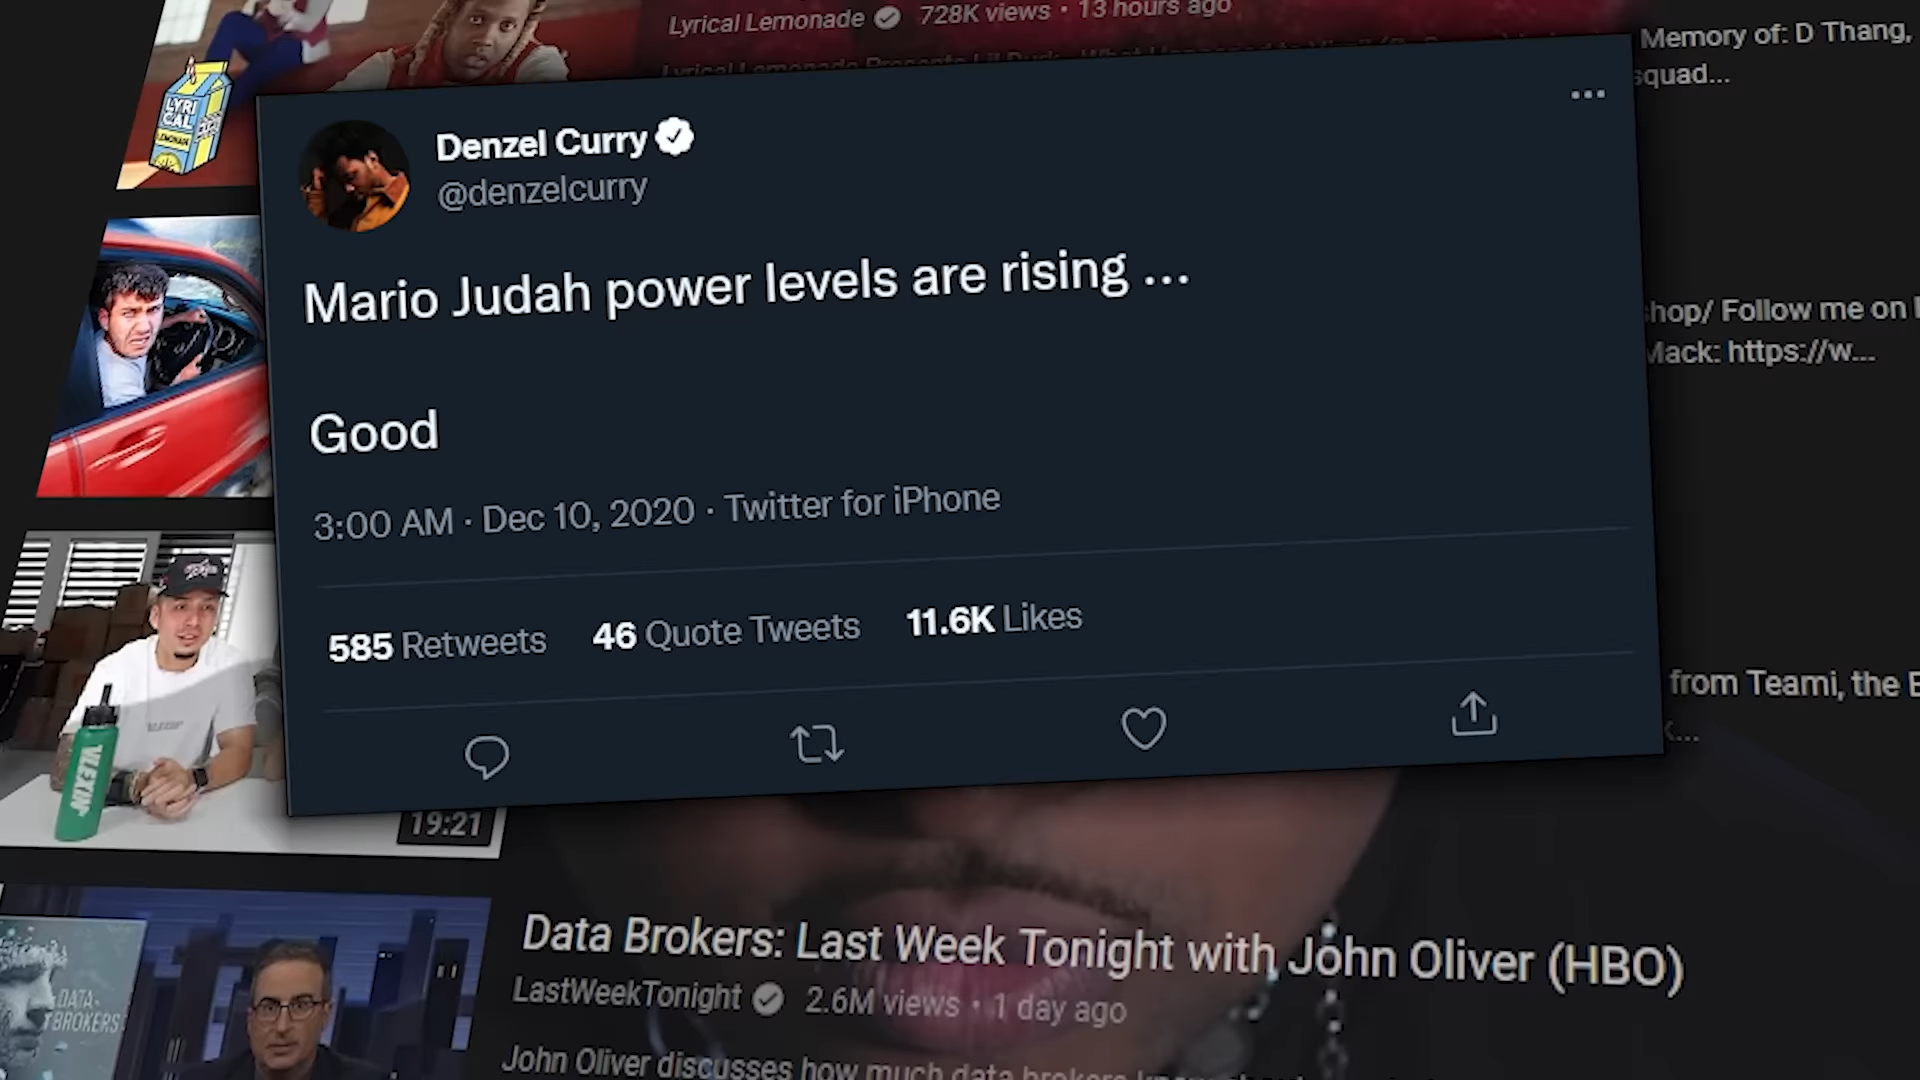 Lyrical Lemonade 728K views • 13 hours ago
Memory of: D Thang,
squad...
LYRI
CAL
LEMONADE
Denzel Curry
@denzelcurry
Mario Judah power levels are rising ...
Good
3:00 AM · Dec 10, 2020 · Twitter for iPhone
585 Retweets 46 Quote Tweets 11.6K Likes
hop/ Follow me on
Mack: https://w...
from Teami, the
19:21
Data Brokers: Last Week Tonight with John Oliver (HBO)
LastWeekTonight 2.6M views • 1 day ago
John Oliver discusses how much data brokers
DATA
BROKERS